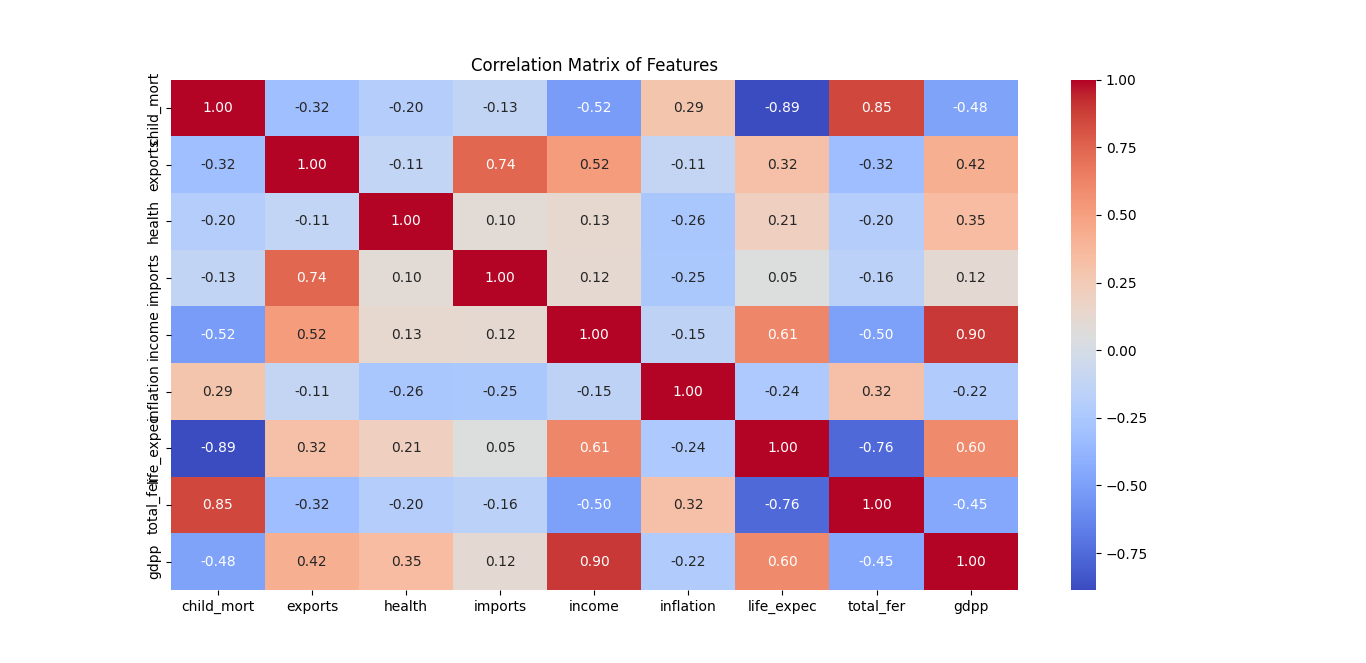 Correlation Matrix of Features
child_mort 1.00 -0.32 -0.20 -0.13 -0.52 0.29 -0.89 0.85 -0.48
exports -0.32 1.00 -0.11 0.74 0.52 -0.11 0.32 -0.32 0.42
health -0.20 -0.11 1.00 0.10 0.13 -0.26 0.21 -0.20 0.35
imports -0.13 0.74 0.10 1.00 0.12 -0.25 0.05 -0.16 0.12
income -0.52 0.52 0.13 0.12 1.00 -0.15 0.61 -0.50 0.90
inflation 0.29 -0.11 -0.26 -0.25 -0.15 1.00 -0.24 0.32 -0.22
life_expec -0.89 0.32 0.21 0.05 0.61 -0.24 1.00 -0.76 0.60
total_fer 0.85 -0.32 -0.20 -0.16 -0.50 0.32 -0.76 1.00 -0.45
gdpp -0.48 0.42 0.35 0.12 0.90 -0.22 0.60 -0.45 1.00
child_mort exports health imports income inflation life_expec total_fer gdpp
1.00
0.75
0.50
0.25
0.00
-0.25
-0.50
-0.75